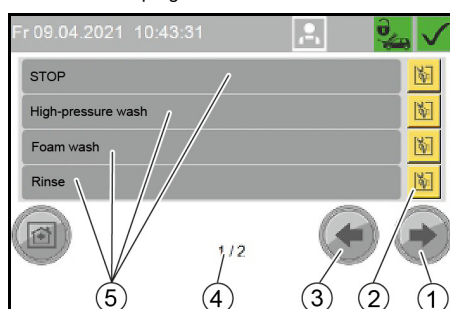 Fr 09.04.2021 10:43:31
STOP
High-pressure wash
Foam wash
Rinse
1 / 2
5 4 3 2 1